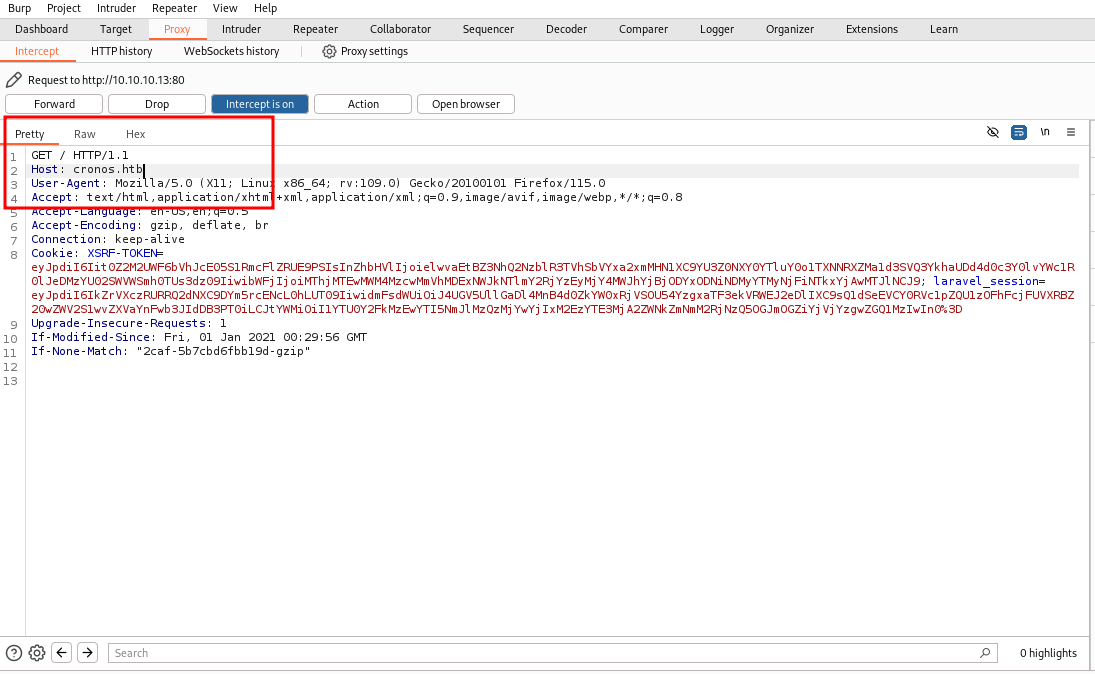 Burp Project Intruder Repeater View Help
Dashboard Target Proxy Intruder Repeater Collaborator Sequencer Decoder Comparer Logger Organizer Extensions Learn
Intercept HTTP history WebSockets history Proxy settings
Request to http://10.10.10.13:80
Forward Drop Intercept is on Action Open browser
Pretty Raw Hex \n
1 GET / HTTP/1.1
2 Host: cronos.htb
3 User-Agent: Mozilla/5.0 (X11; Linux x86_64; rv:109.0) Gecko/20100101 Firefox/115.0
4 Accept: text/html,application/xhtml+xml,application/xml;q=0.9,image/avif,image/webp,*/*;q=0.8
5 Accept-Language: en-US,en;q=0.5
6 Accept-Encoding: gzip, deflate, br
7 Connection: keep-alive
8 Cookie: XSRF-TOKEN=
laravel_session=
9 Upgrade-Insecure-Requests: 1
10 If-Modified-Since: Fri, 01 Jan 2021 00:29:56 GMT
11 If-None-Match: "2caf-5b7cbd6fbb19d-gzip"
12
13
Search 0 highlights